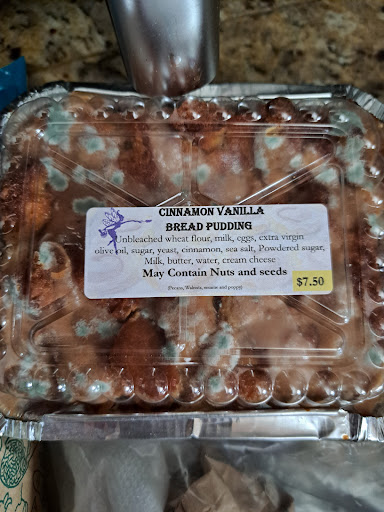 CINNAMON VANILLA
BREAD PUDDING
Unbleached wheat flour, milk, eggs, extra virgin
olive oil, sugar, yeast, cinnamon, sea salt, Powdered sugar,
Milk, butter, water, cream cheese
May Contain Nuts and seeds
$7.50
(Pecans, Walnuts, sesame and poppy)